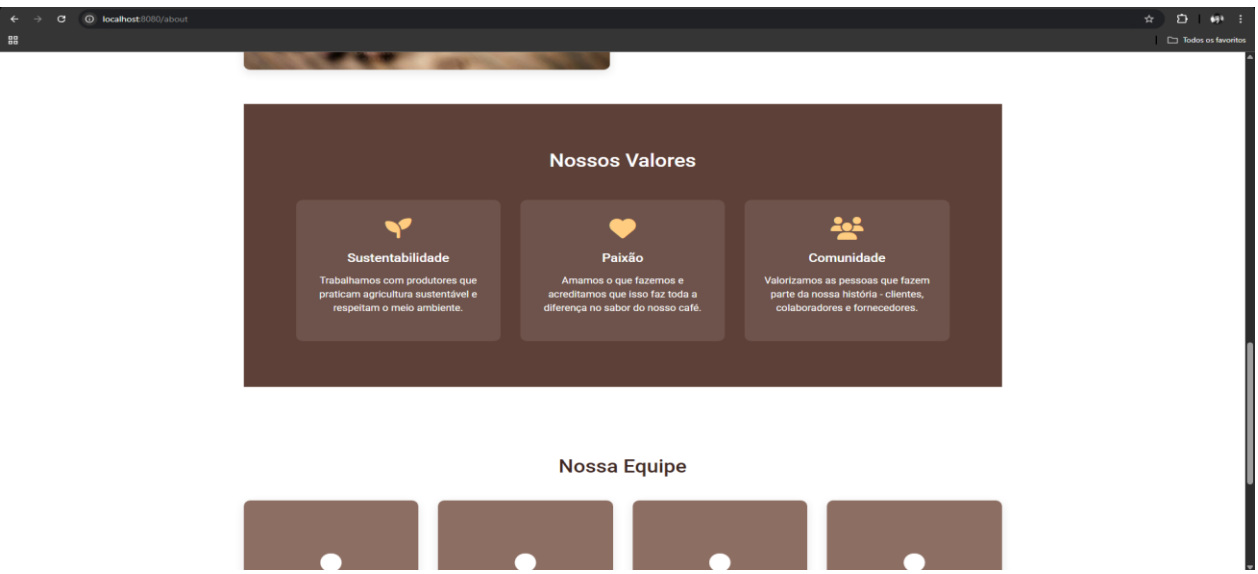 localhost:8080/about
Todos os favoritos
Nossos Valores
Sustentabilidade
Trabalhamos com produtores que
praticam agricultura sustentável e
respeitam o meio ambiente.
Paixão
Amamos o que fazemos e
acreditamos que isso faz toda a
diferença no sabor do nosso café.
Comunidade
Valorizamos as pessoas que fazem
parte da nossa história - clientes,
colaboradores e fornecedores.
Nossa Equipe